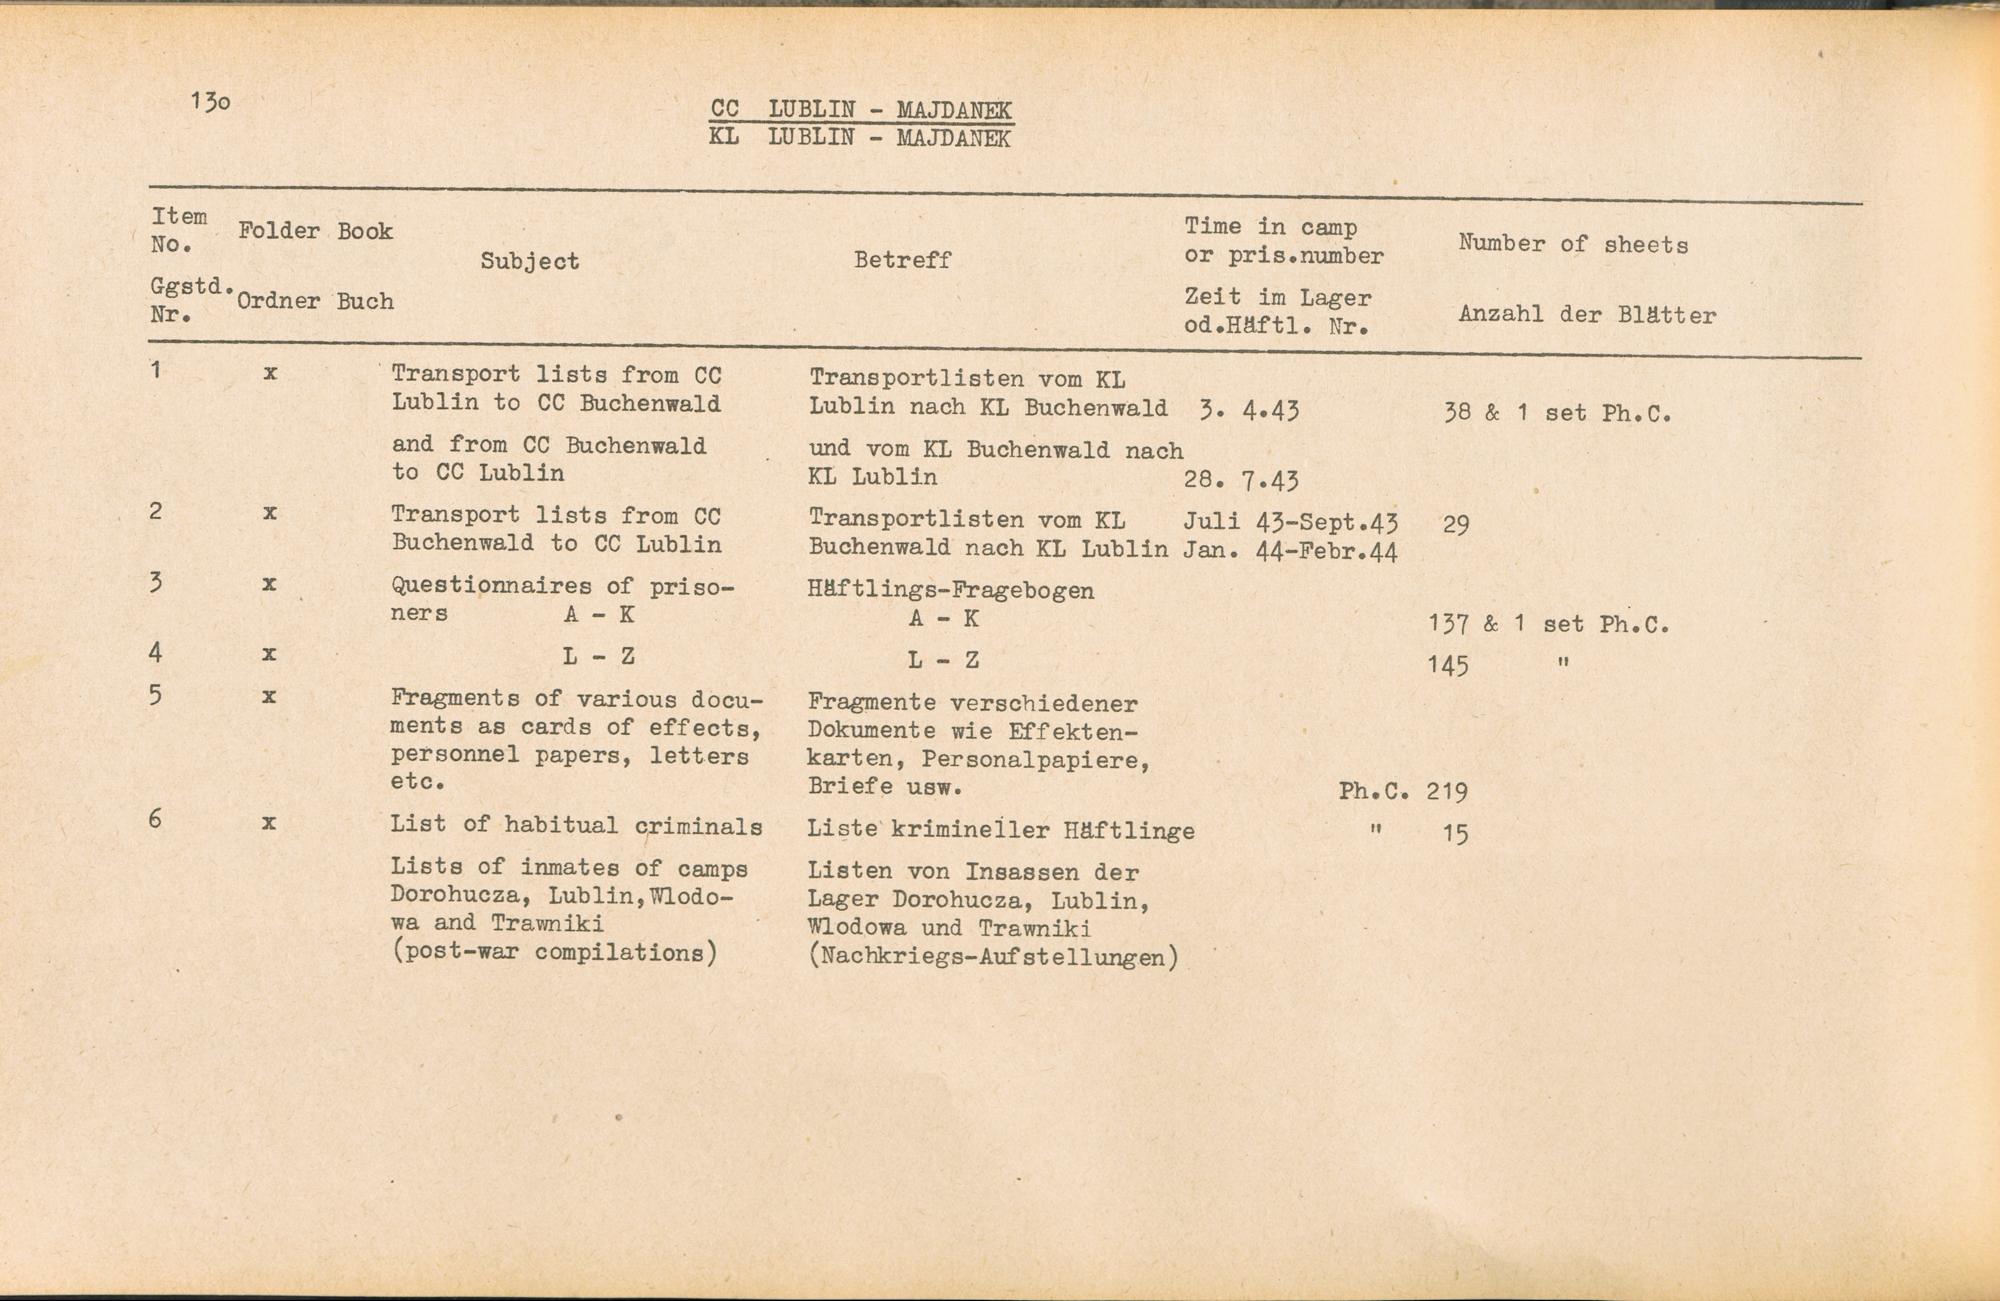 130
CC LUBLIN - MAJDANEK
KL LUBLIN - MAJDANEK
Item No. Folder Book Subject Betreff Time in camp or pris.number Number of sheets
Ggstd. Nr. Ordner Buch Zeit im Lager od.Häftl. Nr. Anzahl der Blätter
1 x Transport lists from CC Transportlisten vom KL
Lublin to CC Buchenwald Lublin nach KL Buchenwald 3. 4.43 38 & 1 set Ph.C.
and from CC Buchenwald und vom KL Buchenwald nach
to CC Lublin KL Lublin 28. 7.43
2 x Transport lists from CC Transportlisten vom KL Juli 43-Sept.43 29
Buchenwald to CC Lublin Buchenwald nach KL Lublin Jan. 44-Febr.44
3 x Questionnaires of priso- Häftlings-Fragebogen
ners A - K A - K 137 & 1 set Ph.C.
4 x L - Z L - Z 145 "
5 x Fragments of various docu- Fragmente verschiedener
ments as cards of effects, Dokumente wie Effekten-
personnel papers, letters karten, Personalpapiere,
etc. Briefe usw. Ph.C. 219
6 x List of habitual criminals Liste krimineller Häftlinge " 15
Lists of inmates of camps Listen von Insassen der
Dorohucza, Lublin,Wlodo- Lager Dorohucza, Lublin,
wa and Trawniki Wlodowa und Trawniki
(post-war compilations) (Nachkriegs-Aufstellungen)